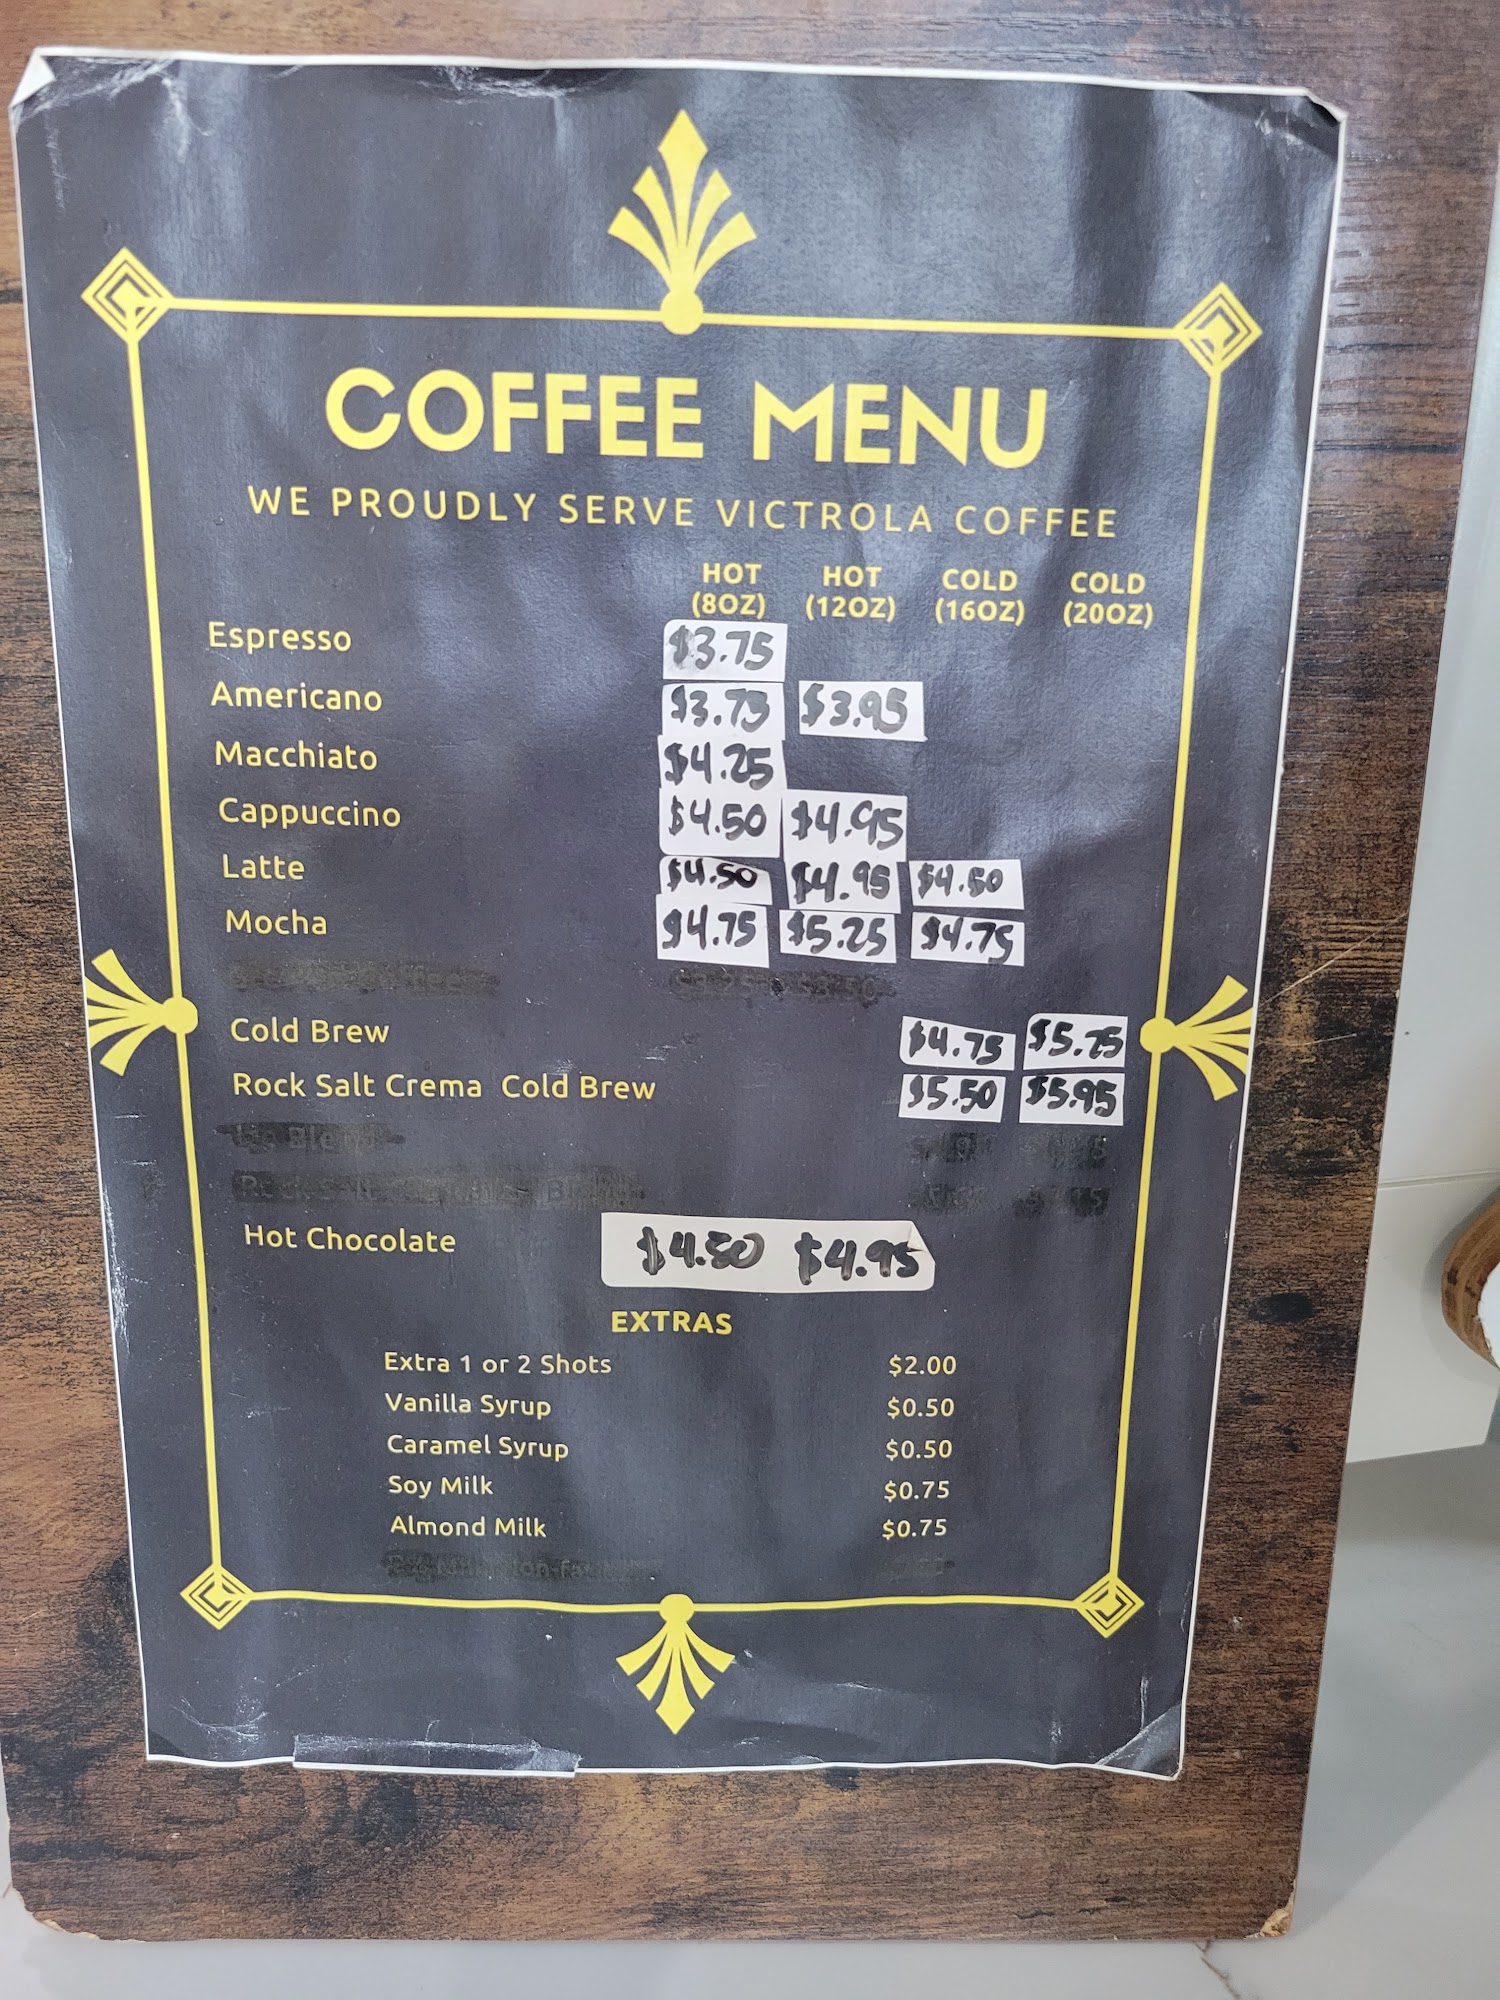 COFFEE MENU
WE PROUDLY SERVE VICTROLA COFFEE
HOT HOT COLD COLD
(8OZ) (12OZ) (16OZ) (20OZ)
Espresso $3.75
Americano $3.75 $3.95
Macchiato $4.25
Cappuccino $4.50 $4.95
Latte $4.50 $4.95 $4.50
Mocha $4.75 $5.25 $4.75
Cold Brew $4.75 $5.25
Rock Salt Crema Cold Brew $5.50 $5.95
Hot Chocolate $4.50 $4.95
EXTRAS
Extra 1 or 2 Shots $2.00
Vanilla Syrup $0.50
Caramel Syrup $0.50
Soy Milk $0.75
Almond Milk $0.75